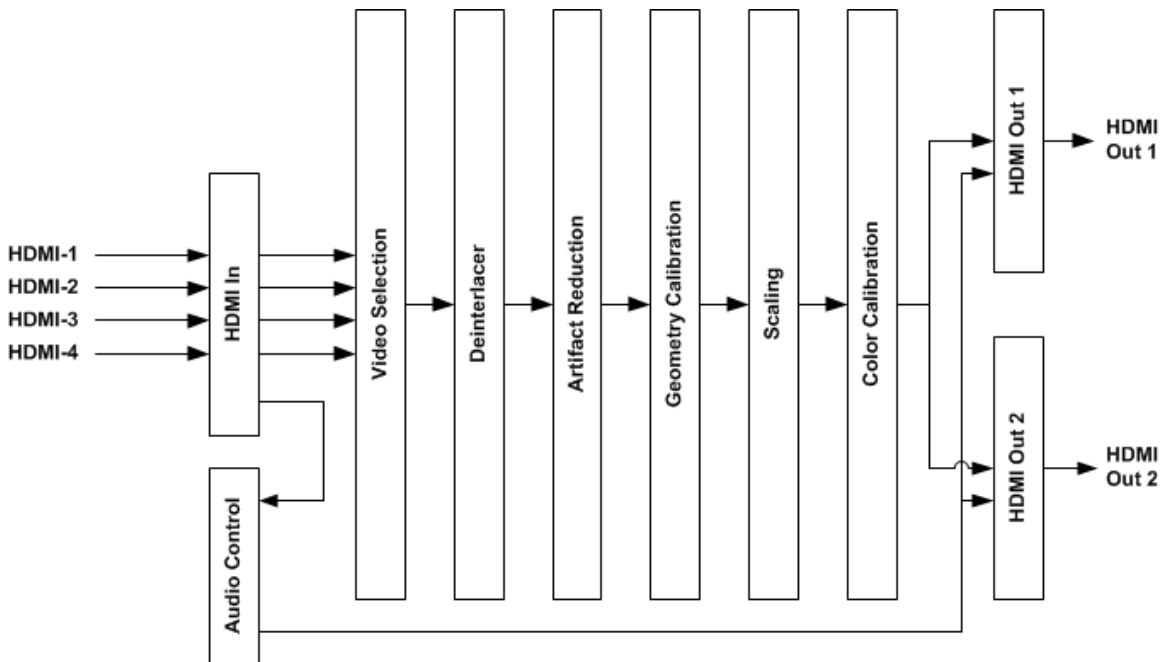 HDMI-1
HDMI-2
HDMI-3
HDMI-4
HDMI In
Audio Control
Video Selection
Deinterlacer
Artifact Reduction
Geometry Calibration
Scaling
Color Calibration
HDMI Out 1
HDMI
Out 1
HDMI Out 2
HDMI
Out 2